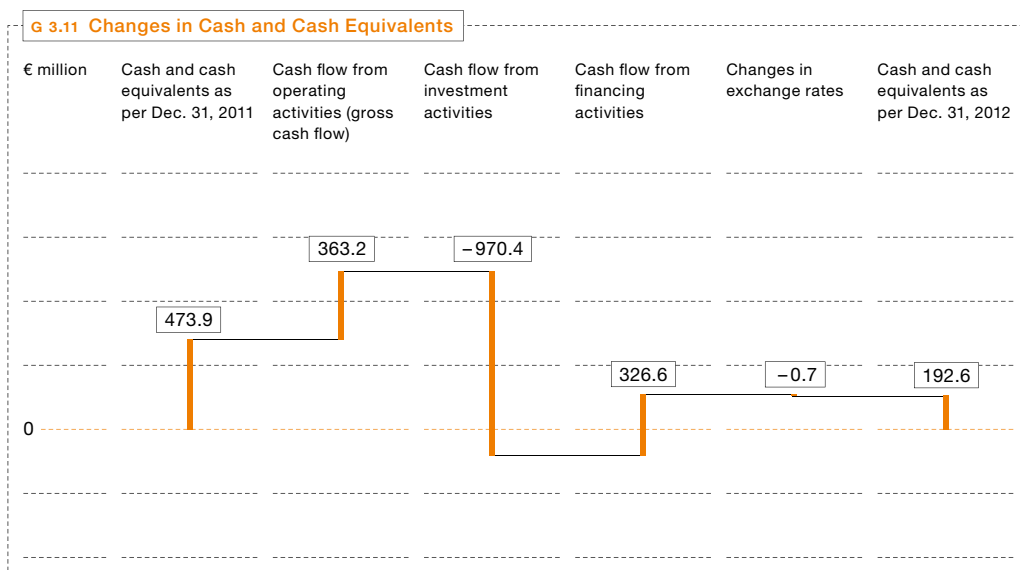 G 3.11 Changes in Cash and Cash Equivalents
€ million
Cash and cash
equivalents as
per Dec. 31, 2011
Cash flow from
operating
activities (gross
cash flow)
Cash flow from
investment
activities
Cash flow from
financing
activities
Changes in
exchange rates
Cash and cash
equivalents as
per Dec. 31, 2012
363.2
–970.4
473.9
326.6
–0.7
192.6
0